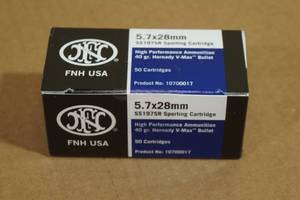 FN
FNH USA
5.7x28mm
SS197SR Sporting Cartridge
High Performance Ammunition
40 gr. Hornady V-Max™ Bullet
50 Cartridges
Product No: 10700017
FN
FNH USA
5.7x28mm
SS197SR Sporting Cartridge
High Performance Ammunition
40 gr. Hornady V-Max™ Bullet
50 Cartridges
Product No: 10700017